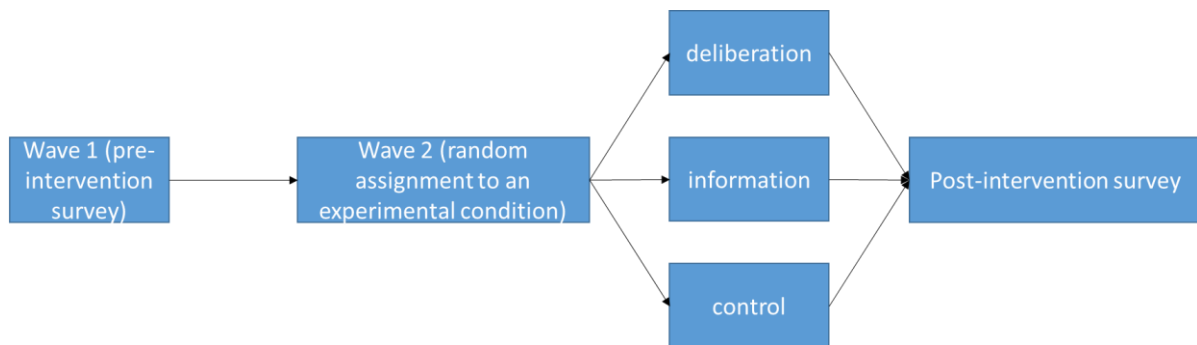 Wave 1 (pre-
intervention
survey)
Wave 2 (random
assignment to an
experimental condition)
deliberation
information
control
Post-intervention survey